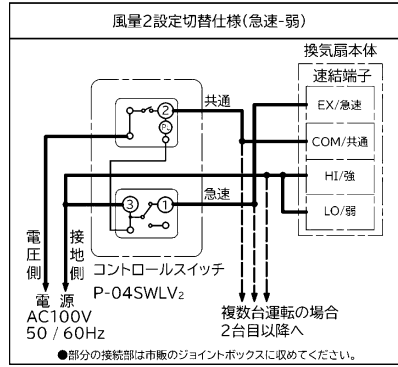 風量2設定切替仕様(急速-弱)
換気扇本体
速結端子
EX/急速
COM/共通
HI/強
LO/弱
共通
②
PL
急速
③
①
電圧側
接地側
コントロールスイッチ
P-04SWLV2
電 源
AC100V
50 / 60Hz
複数台運転の場合
2台目以降へ
●部分の接続部は市販のジョイントボックスに収めてください。